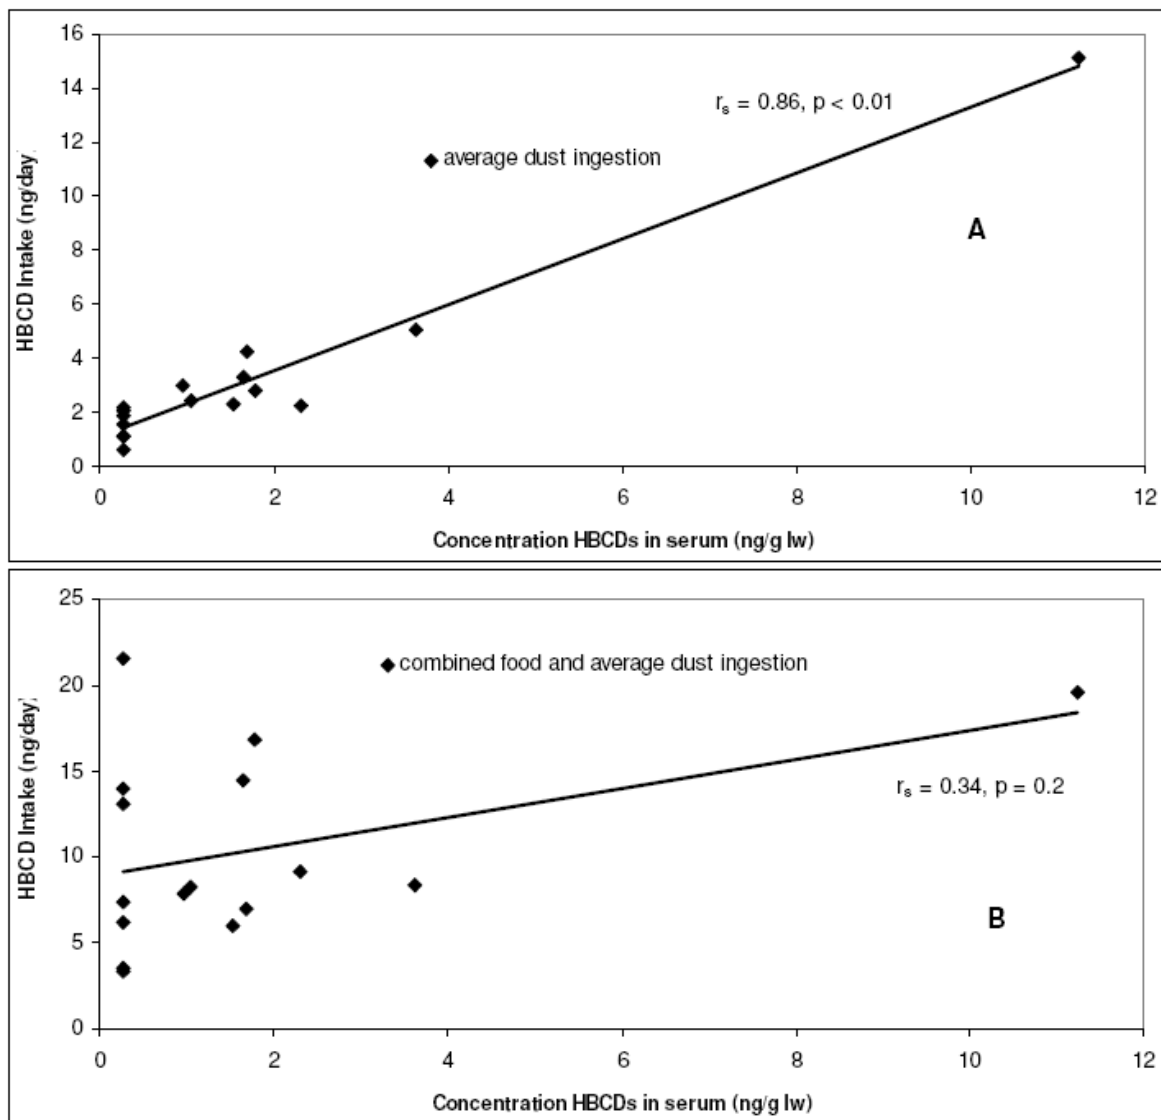 16
14
12
10
8
6
4
2
0
HBCD Intake (ng/day)
rs = 0.86, p < 0.01
average dust ingestion
A
0 2 4 6 8 10 12
Concentration HBCDs in serum (ng/g lw)
25
20
15
10
5
0
HBCD Intake (ng/day)
combined food and average dust ingestion
rs = 0.34, p = 0.2
B
0 2 4 6 8 10 12
Concentration HBCDs in serum (ng/g lw)